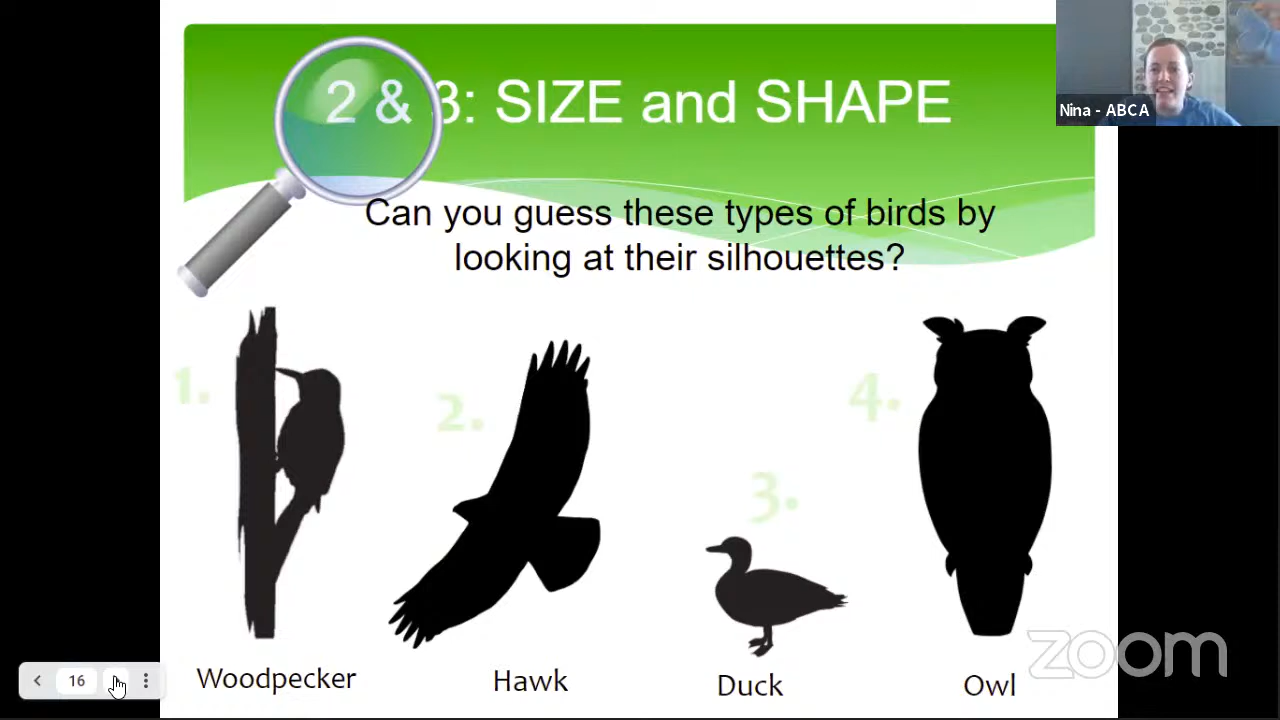 2 & 3: SIZE and SHAPE
Nina - ABCA
Can you guess these types of birds by
looking at their silhouettes?
1.
2.
3.
4.
Woodpecker
Hawk
Duck
Owl
16
zoom